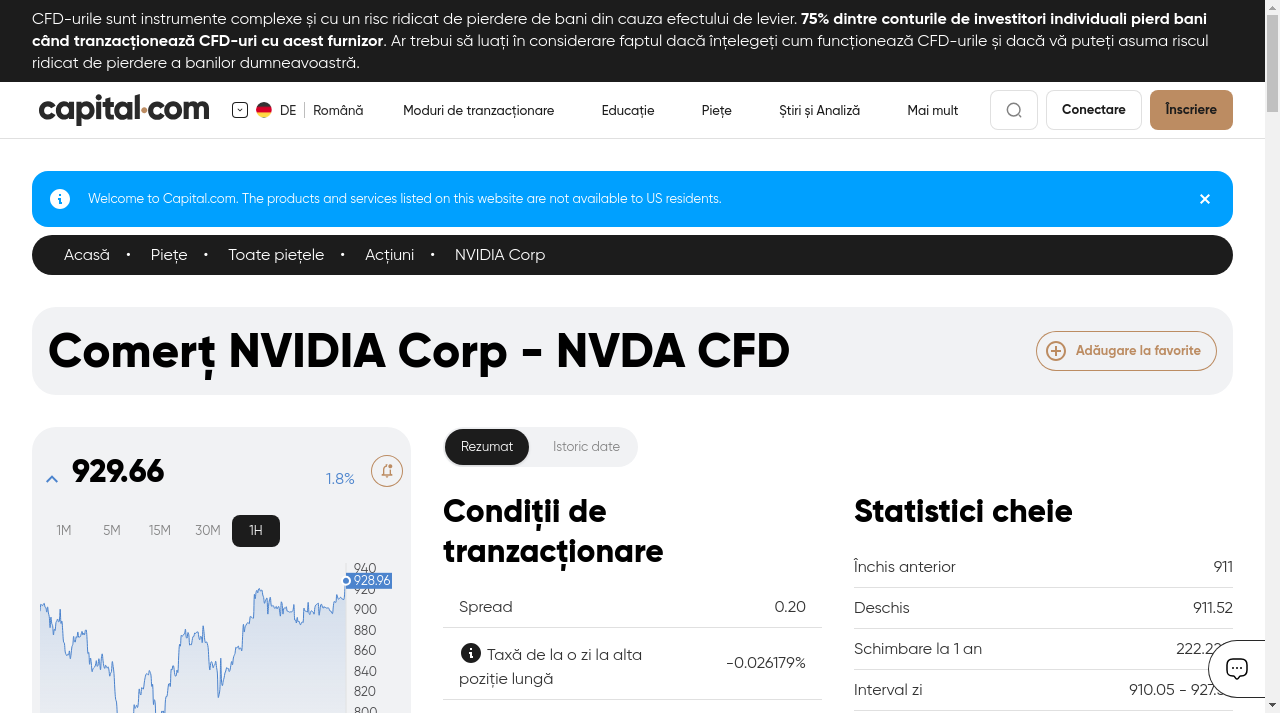 CFD-urile sunt instrumente complexe și cu un risc ridicat de pierdere de bani din cauza efectului de levier. 75% dintre conturile de investitori individuali pierd bani
când tranzacționează CFD-uri cu acest furnizor. Ar trebui să luați în considerare faptul dacă înțelegeți cum funcționează CFD-urile și dacă vă puteți asuma riscul
ridicat de pierdere a banilor dumneavoastră.
capital.com DE Română Moduri de tranzacționare Educație Piețe Știri și Analiză Mai mult Conectare Înscriere
Welcome to Capital.com. The products and services listed on this website are not available to US residents.
Acasă • Piețe • Toate piețele • Acțiuni • NVIDIA Corp
Comerț NVIDIA Corp - NVDA CFD
Adăugare la favorite
929.66 1.8%
1M 5M 15M 30M 1H
940
928.96
920
900
880
860
840
820
800
Rezumat Istoric date
Condiții de
tranzacționare
Spread 0.20
Taxă de la o zi la alta
poziție lungă -0.026179%
Statistici cheie
Închis anterior 911
Deschis 911.52
Schimbare la 1 an
Interval zi 910.05 -